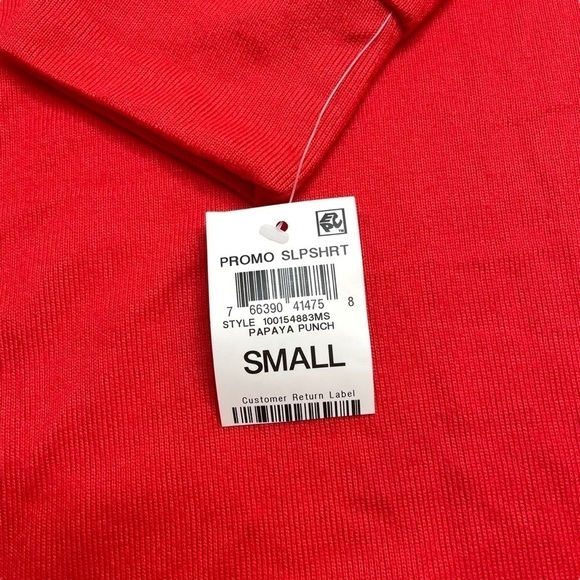 PROMO SLPSHRT
7 66390 41475 8
STYLE 100154883MS
PAPAYA PUNCH
SMALL
Customer Return Label